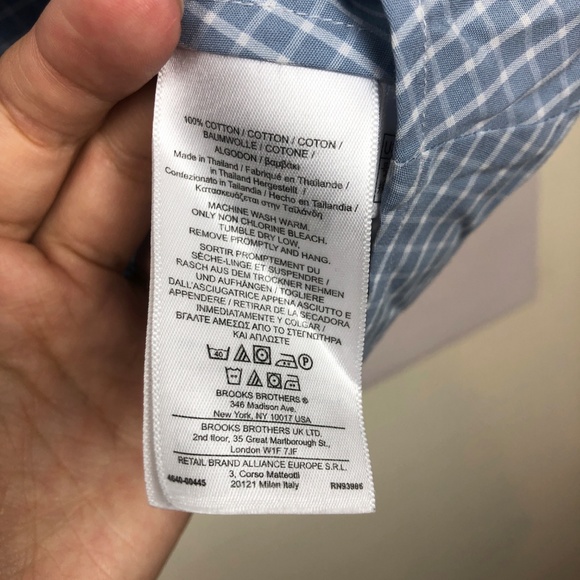 100% COTTON / COTTON / COTON /
BAUMWOLLE / COTONE /
ALGODON / βαμβάκι
Made in Thailand / Fabriqué en Thaïlande /
in Thailand Hergestellt /
Confezionato in Tailandia / Hecho en Tailandia /
Κατασκευάζεται στην Ταϊλάνδη
MACHINE WASH WARM.
ONLY NON CHLORINE BLEACH.
TUMBLE DRY LOW,
REMOVE PROMPTLY AND HANG.
SORTIR PROMPTEMENT DU
SÈCHE-LINGE ET SUSPENDRE /
RASCH AUS DEM TROCKNER NEHMEN
UND AUFHÄNGEN / TOGLIERE
DALL'ASCIUGATRICE APPENA ASCIUTTO E
APPENDERE / RETIRAR DE LA SECADORA
INMEDIATAMENTE Y COLGAR /
ΒΓΑΛΤΕ ΑΜΕΣΩΣ ΑΠΟ ΤΟ ΣΤΕΓΝΩΤΗΡΑ
ΚΑΙ ΑΠΛΩΣΤΕ
40 P
BROOKS BROTHERS ®
346 Madison Ave.
New York, NY 10017 USA
BROOKS BROTHERS UK LTD.
2nd floor, 35 Great Marlborough St.,
London W1F 7JF
RETAIL BRAND ALLIANCE EUROPE S.R.L.
3, Corso Matteotti
20121 Milan Italy
4640-00445 RN93986